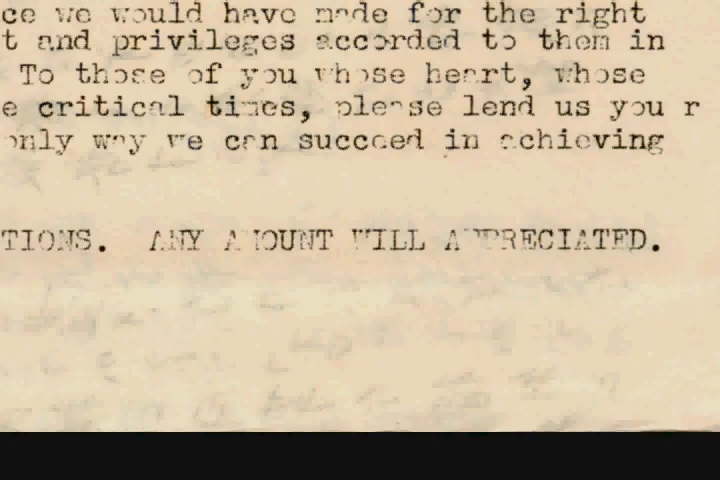 ce we would have made for the right
t and privileges accorded to them in
To those of you whose heart, whose
e critical times, please lend us you r
only way we can succeed in achieving
TIONS. ANY AMOUNT WILL APPRECIATED.